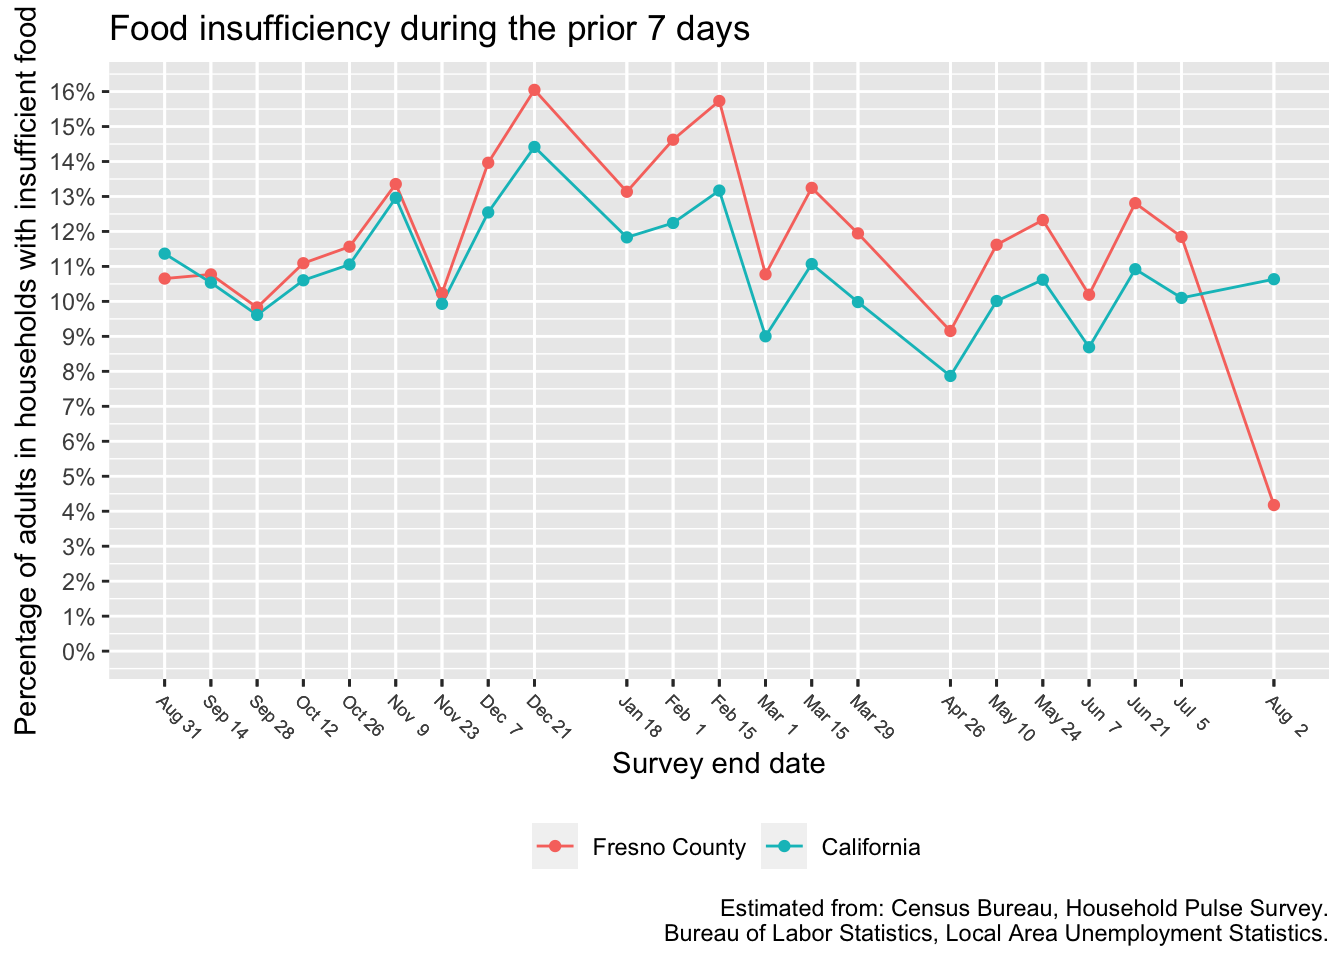 Food insufficiency during the prior 7 days
Percentage of adults in households with insufficient food
16%
15%
14%
13%
12%
11%
10%
9%
8%
7%
6%
5%
4%
3%
2%
1%
0%
Aug 31
Sep 14
Sep 28
Oct 12
Oct 26
Nov 9
Nov 23
Dec 7
Dec 21
Jan 18
Feb 1
Feb 15
Mar 1
Mar 15
Mar 29
Apr 26
May 10
May 24
Jun 7
Jun 21
Jul 5
Aug 2
Survey end date
Fresno County
California
Estimated from: Census Bureau, Household Pulse Survey.
Bureau of Labor Statistics, Local Area Unemployment Statistics.